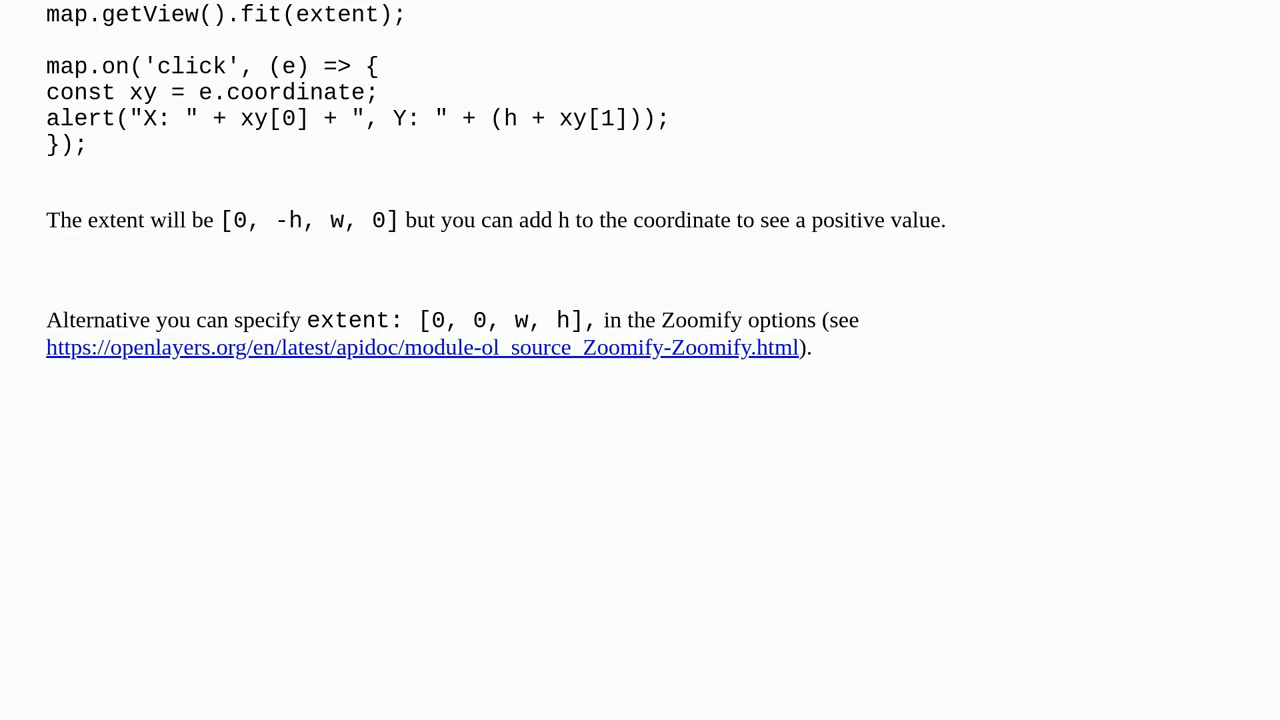 map.getView().fit(extent);
map.on('click', (e) => {
const xy = e.coordinate;
alert("X: " + xy[0] + ", Y: " + (h + xy[1]));
});
The extent will be [0, -h, w, 0] but you can add h to the coordinate to see a positive value.
Alternative you can specify extent: [0, 0, w, h], in the Zoomify options (see
https://openlayers.org/en/latest/apidoc/module-ol_source_Zoomify-Zoomify.html).